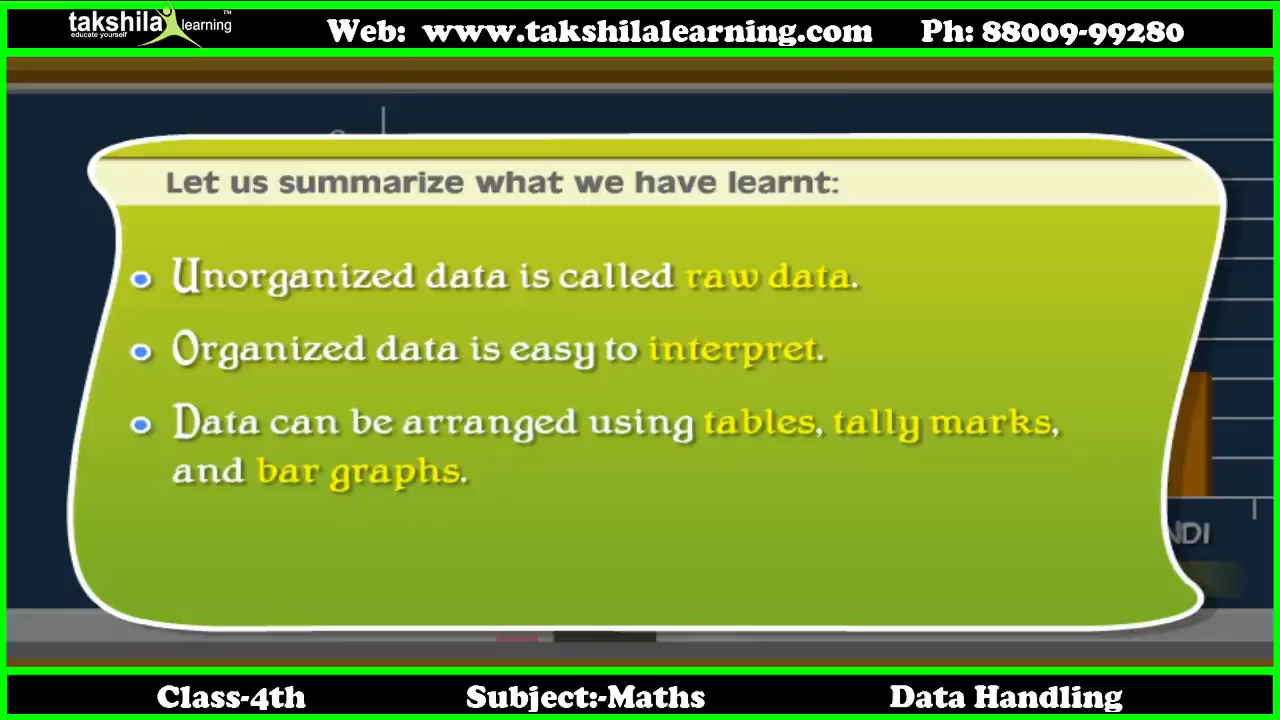 takshila learning™
educate yourself
Web: www.takshilalearning.com Ph: 88009-99280
Let us summarize what we have learnt:
Unorganized data is called raw data.
Organized data is easy to interpret.
Data can be arranged using tables, tally marks,
and bar graphs.
NDI
Class-4th Subject:-Maths Data Handling